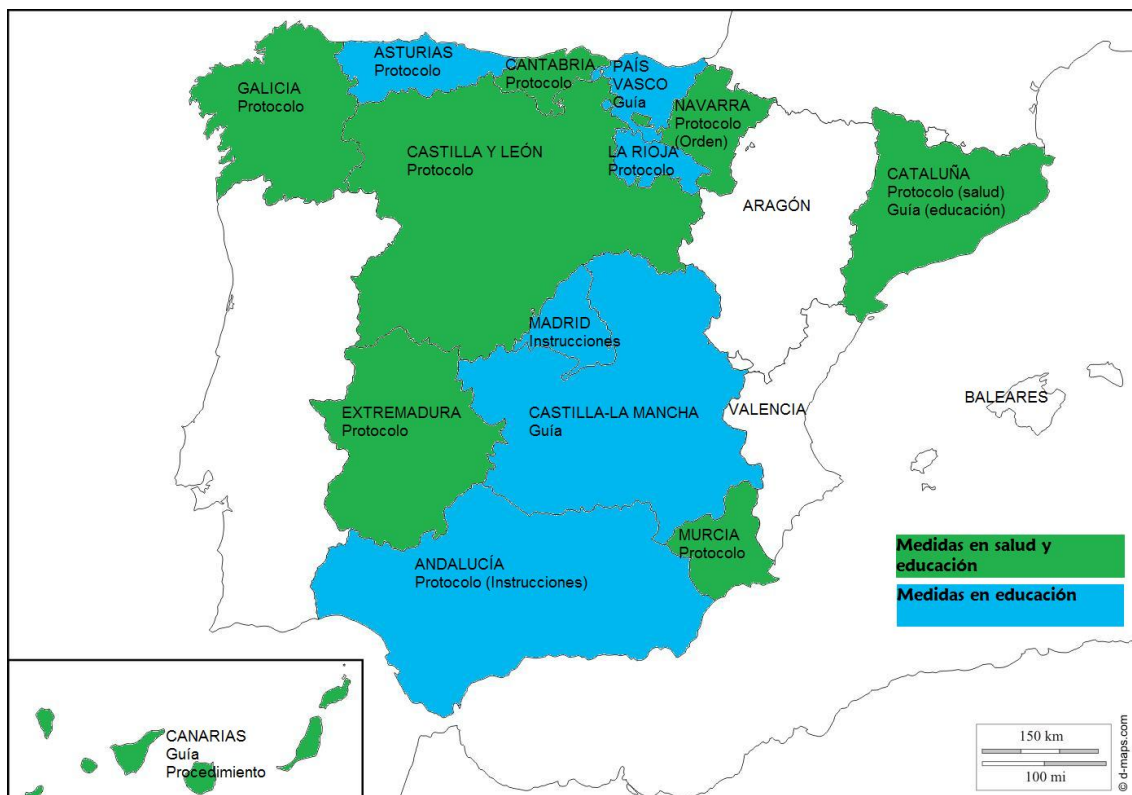 ASTURIAS
Protocolo
CANTABRIA
Protocolo
PAÍS
VASCO
Guía
GALICIA
Protocolo
NAVARRA
Protocolo
(Orden)
CASTILLA Y LEÓN
Protocolo
LA RIOJA
Protocolo
CATALUÑA
Protocolo (salud)
Guía (educación)
ARAGÓN
MADRID
Instrucciones
EXTREMADURA
Protocolo
CASTILLA-LA MANCHA
Guía
VALENCIA
BALEARES
MURCIA
Protocolo
ANDALUCÍA
Protocolo (Instrucciones)
Medidas en salud y
educación
Medidas en educación
CANARIAS
Guía
Procedimiento
150 km
100 mi
© d-maps.com